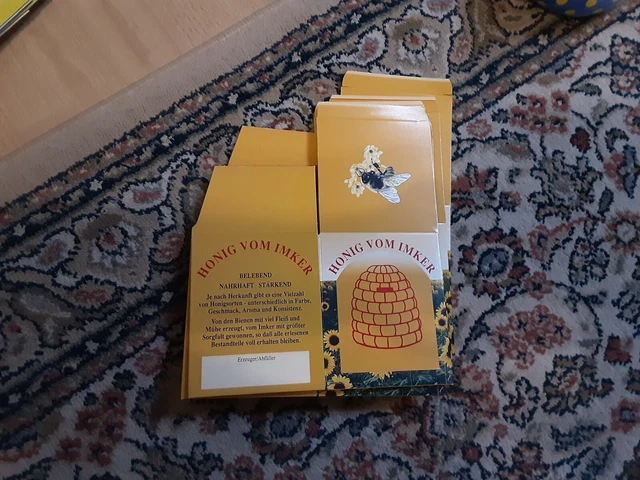 HONIG VOM IMKER
BELEBEND
NAHRHAFT · STÄRKEND
Je nach Herkunft gibt es eine Vielzahl
von Honigsorten - unterschiedlich in Farbe,
Geschmack, Aroma und Konsistenz.
Von den Bienen mit viel Fleiß und
Mühe erzeugt, vom Imker mit größter
Sorgfalt gewonnen, so daß alle erlesenen
Bestandteile voll erhalten bleiben.
Erzeuger/Abfüller
HONIG VOM IMKER